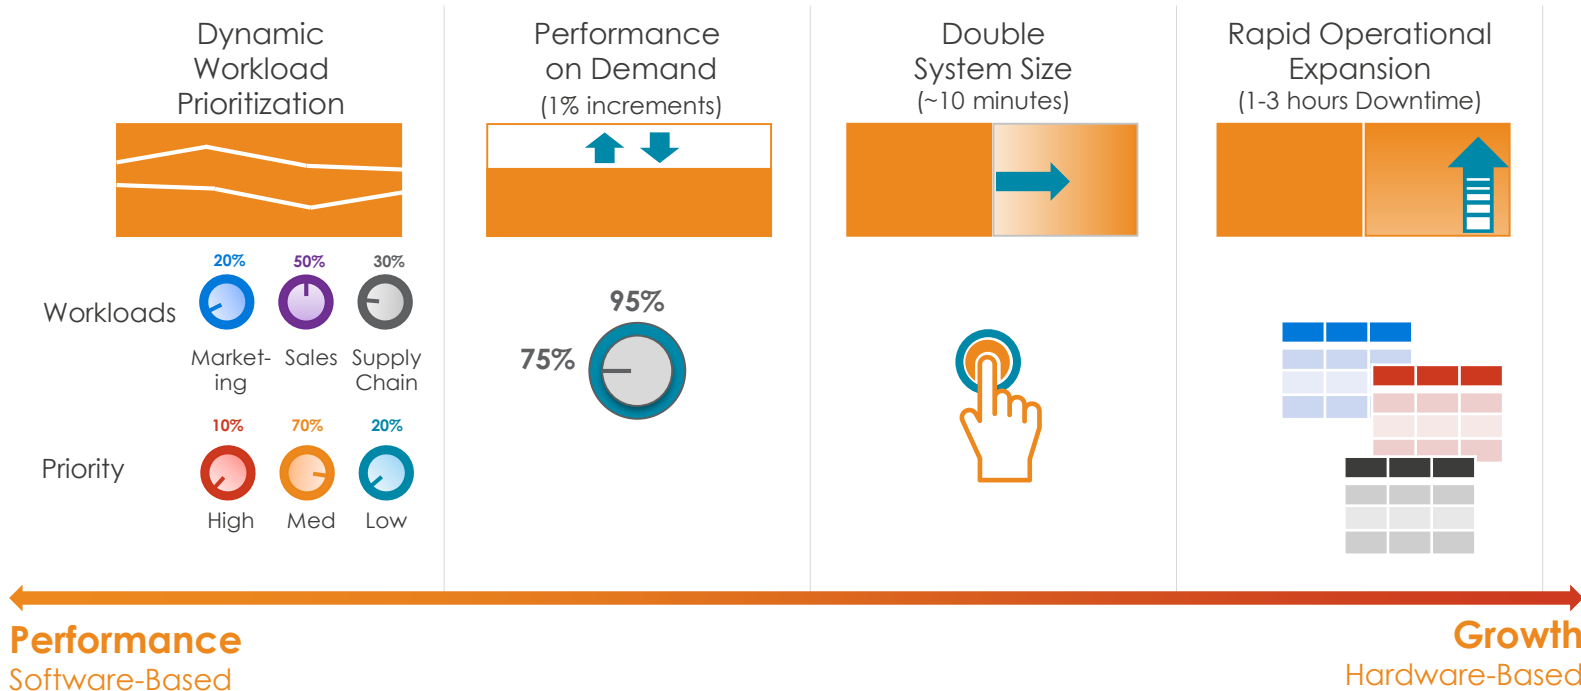 Dynamic
Workload
Prioritization
20%
50%
30%
Workloads
Market-
ing
Sales
Supply
Chain
10%
70%
20%
Priority
High
Med
Low
Performance
on Demand
(1% increments)
95%
75%
Double
System Size
(~10 minutes)
Rapid Operational
Expansion
(1-3 hours Downtime)
Performance
Software-Based
Growth
Hardware-Based